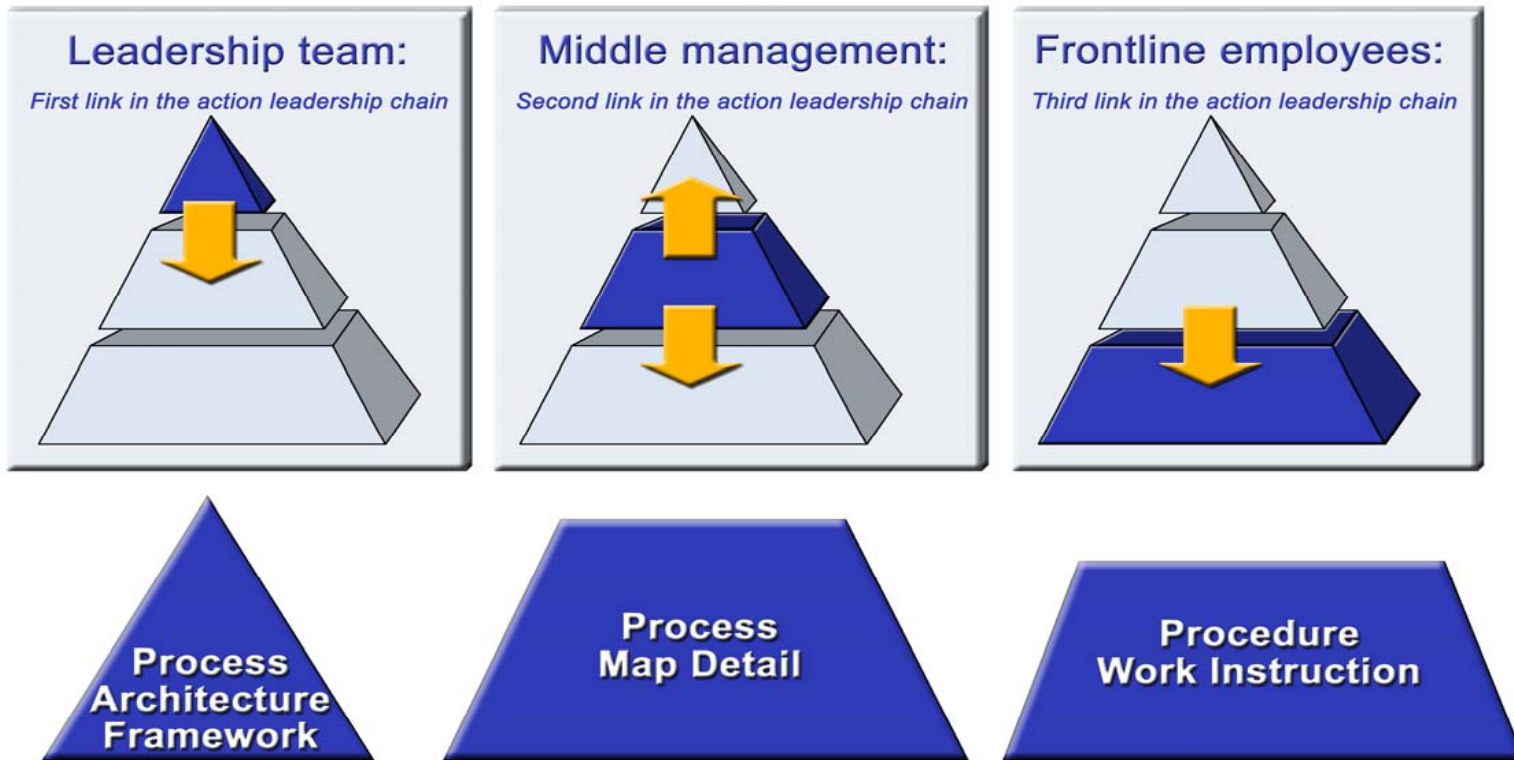 Leadership team:
First link in the action leadership chain
Middle management:
Second link in the action leadership chain
Frontline employees:
Third link in the action leadership chain
Process
Architecture
Framework
Process
Map Detail
Procedure
Work Instruction